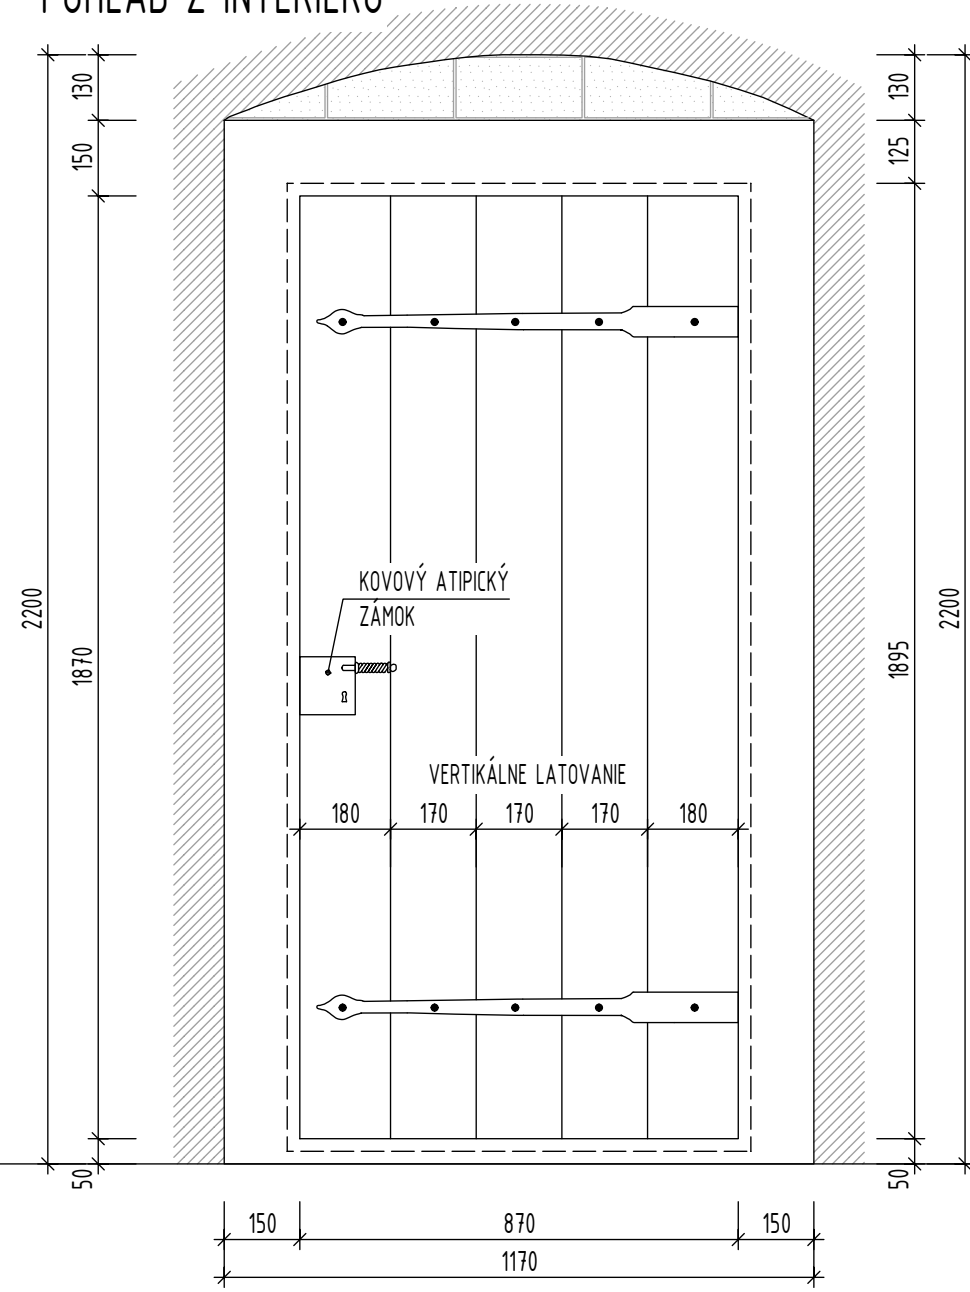 POHĽAD Z INTERIÉRU
130
130
150
125
2200
1870
KOVOVÝ ATIPICKÝ
ZÁMOK
1895
2200
VERTIKÁLNE LATOVANIE
180 170 170 170 180
50
50
150 870 150
1170